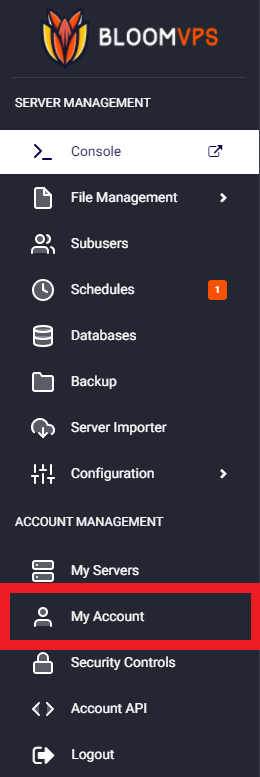 BLOOMVPS
SERVER MANAGEMENT
Console
File Management
Subusers
Schedules 1
Databases
Backup
Server Importer
Configuration
ACCOUNT MANAGEMENT
My Servers
My Account
Security Controls
Account API
Logout